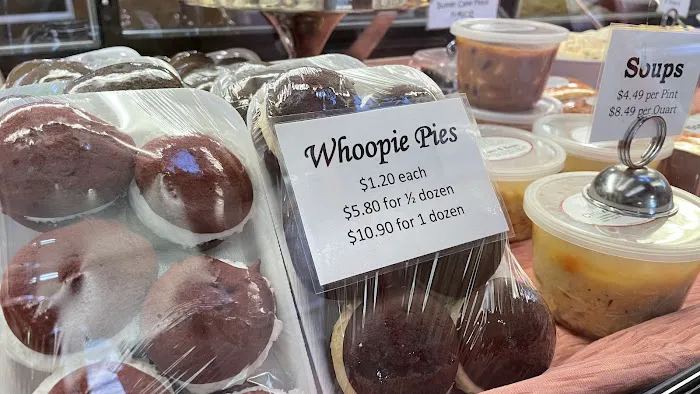 Whoopie Pies
$1.20 each
$5.80 for ½ dozen
$10.90 for 1 dozen
Soups
$4.49 per Pint
$8.49 per Quart